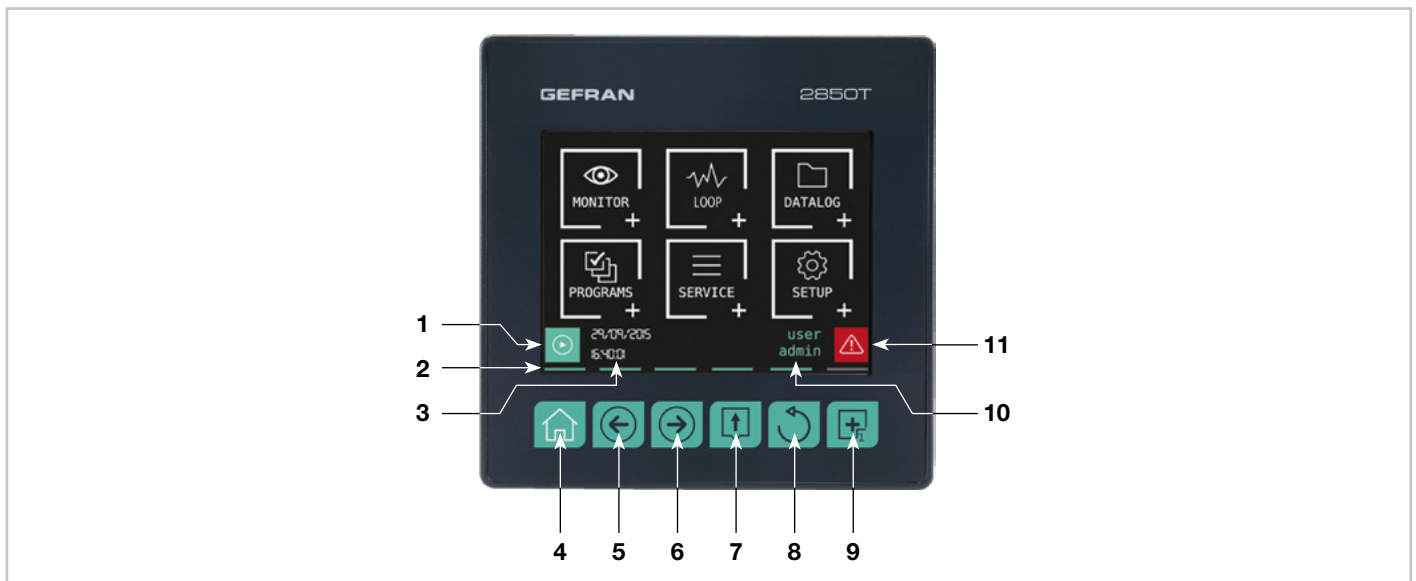 GEFRAN 2850T
MONITOR LOOP DATALOG
PROGRAMS SERVICE SETUP
29/09/2015 user
16:40:01 admin
1
2
3
11
10
4 5 6 7 8 9